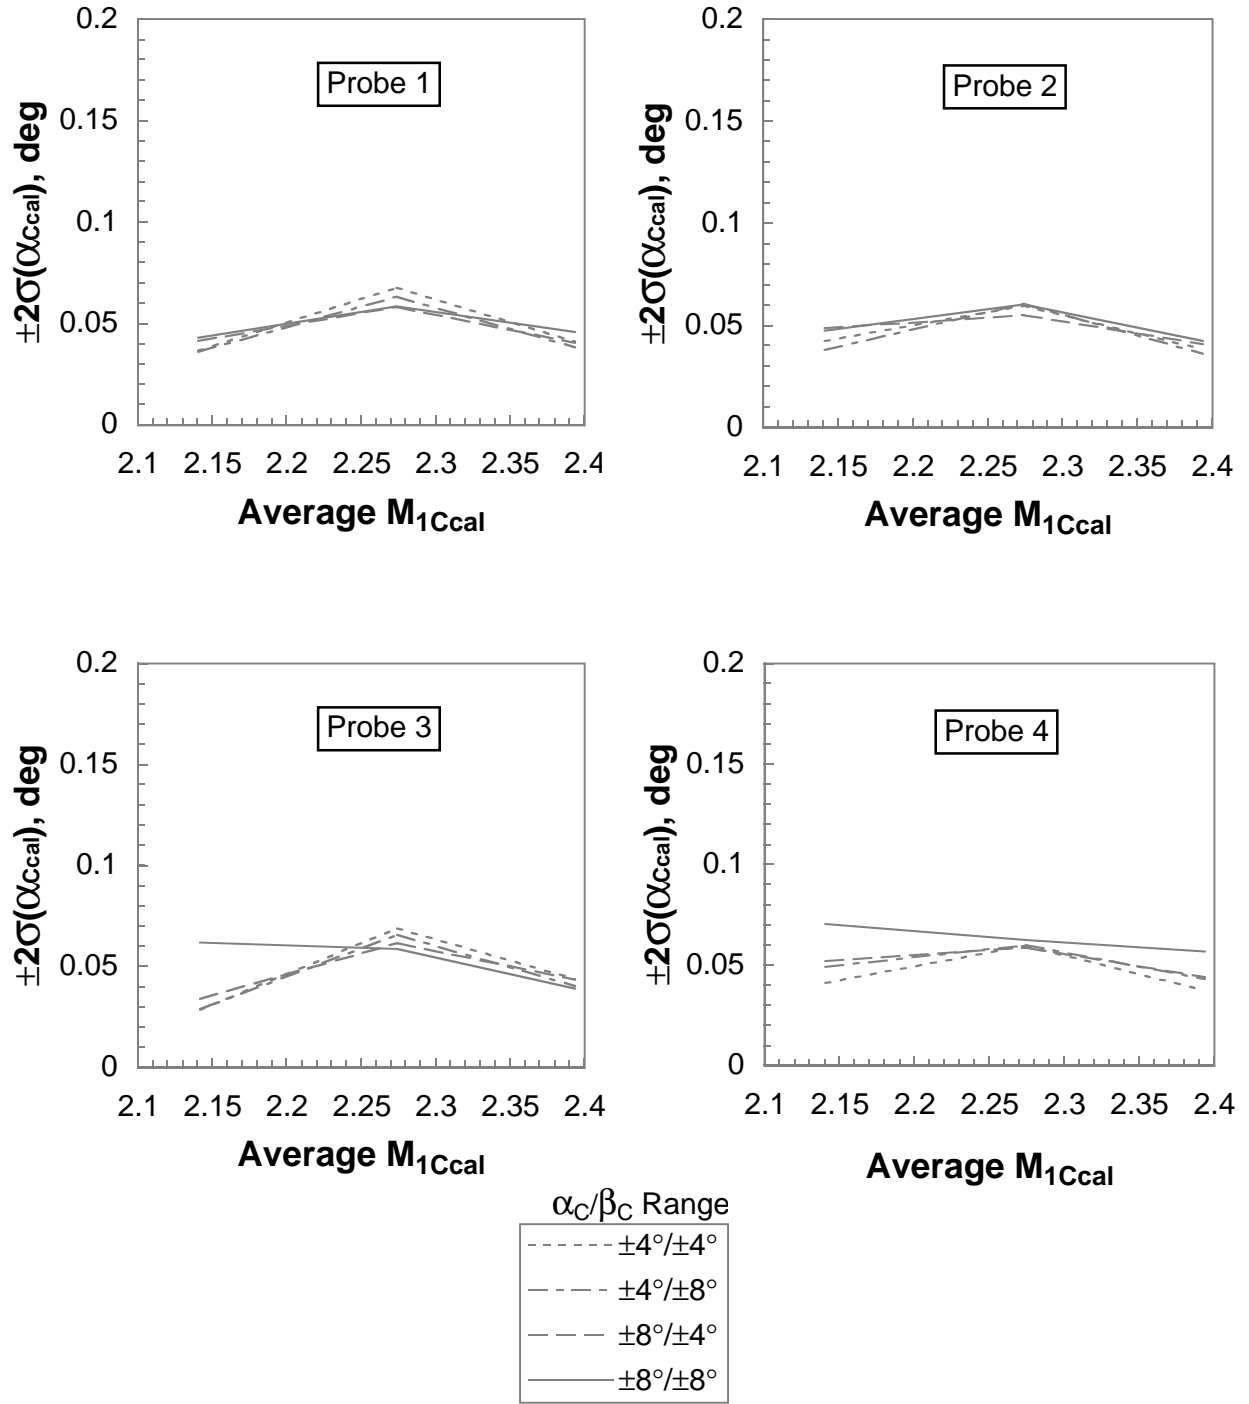 0.2
0.15
0.1
0.05
0
±2σ(αCcal), deg
Probe 1
2.1 2.15 2.2 2.25 2.3 2.35 2.4
Average M1Ccal
0.2
0.15
0.1
0.05
0
±2σ(αCcal), deg
Probe 2
2.1 2.15 2.2 2.25 2.3 2.35 2.4
Average M1Ccal
0.2
0.15
0.1
0.05
0
±2σ(αCcal), deg
Probe 3
2.1 2.15 2.2 2.25 2.3 2.35 2.4
Average M1Ccal
0.2
0.15
0.1
0.05
0
±2σ(αCcal), deg
Probe 4
2.1 2.15 2.2 2.25 2.3 2.35 2.4
Average M1Ccal
αC/βC Range
±4°/±4°
±4°/±8°
±8°/±4°
±8°/±8°